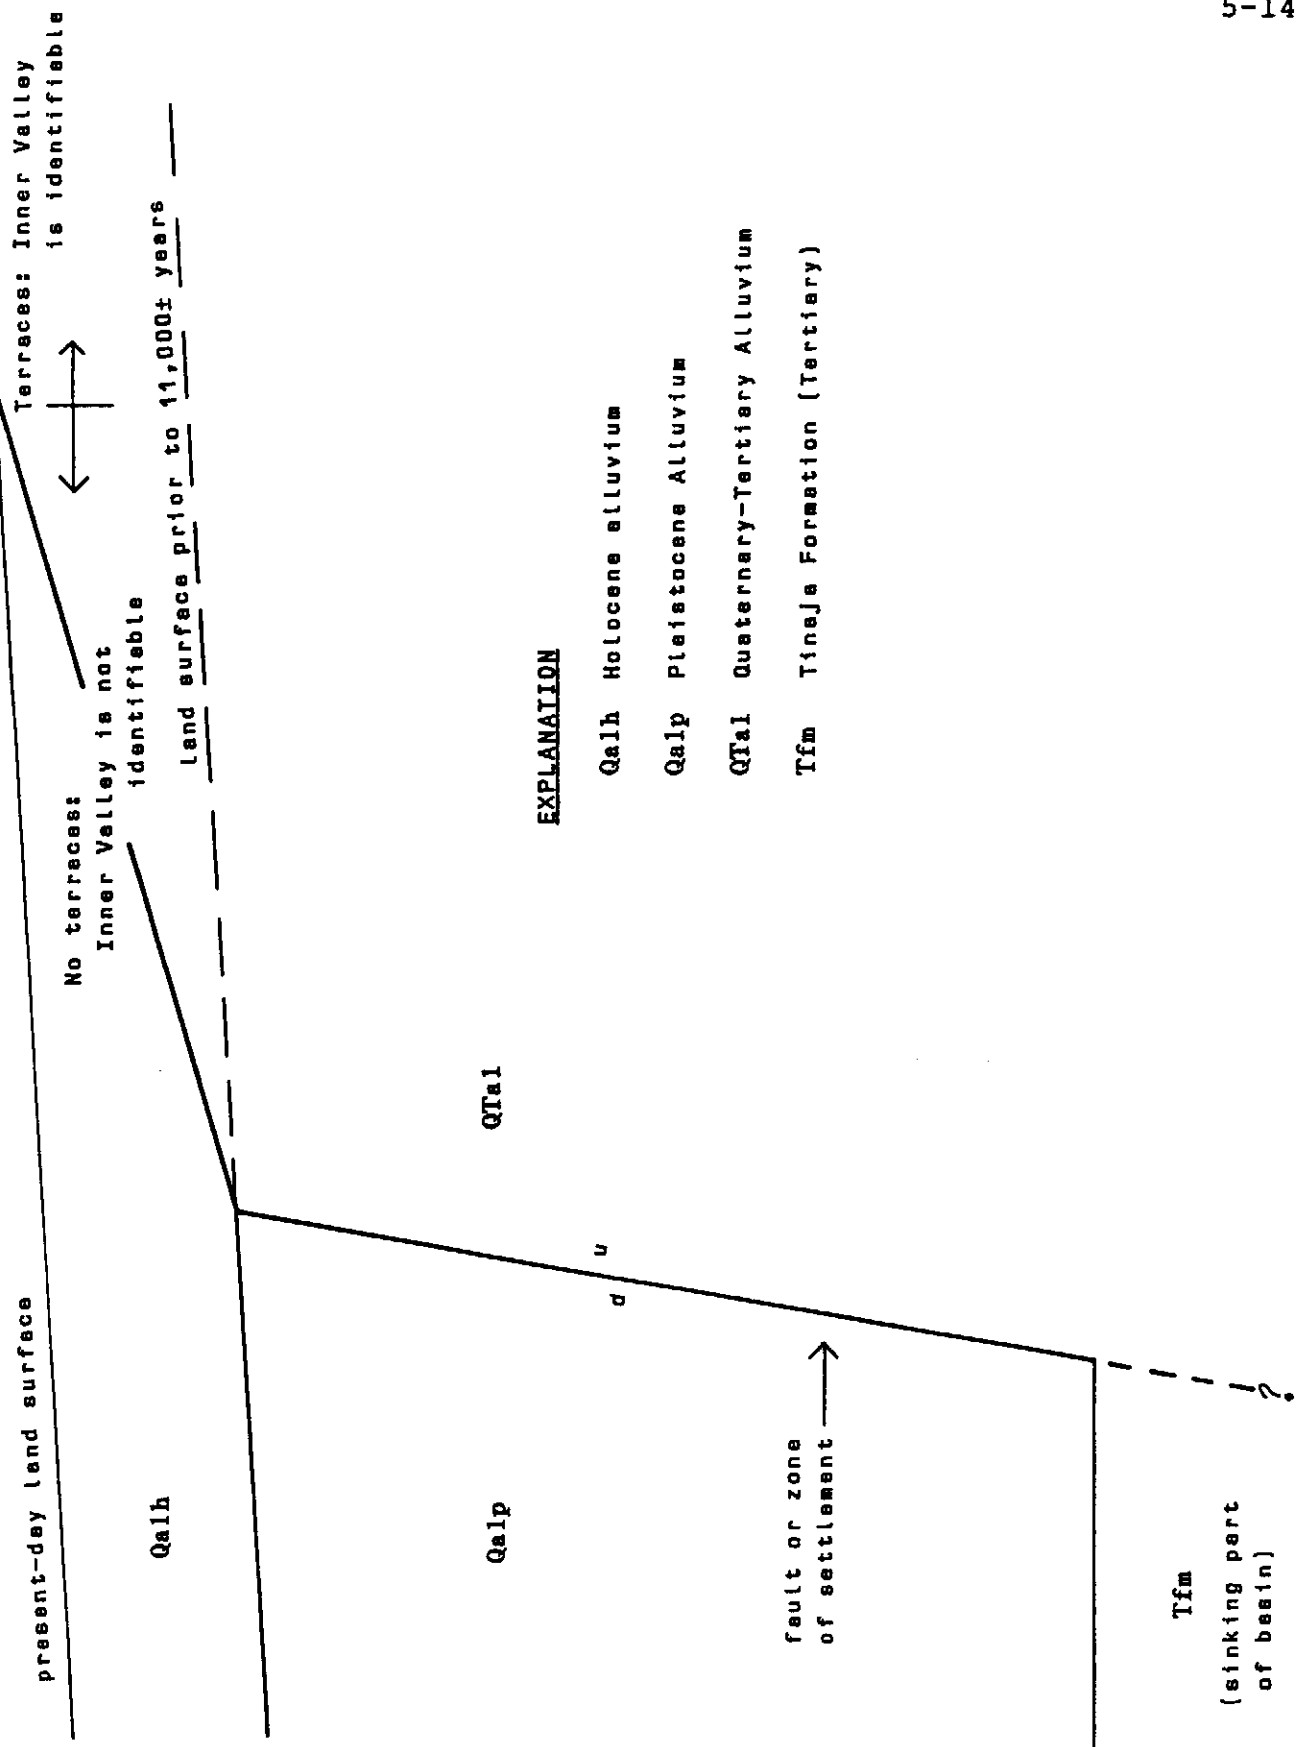 5-14
present-day land surface
Terraces: Inner Valley
is identifiable
No terraces:
Inner Valley is not
identifiable
land surface prior to 11,000± years
Qalh
Qalp
QTal
u
d
fault or zone
of settlement
Tfm
(sinking part
of basin)
?
EXPLANATION
Qalh Holocene alluvium
Qalp Pleistocene Alluvium
QTal Quaternary-Tertiary Alluvium
Tfm Tinaja Formation (Tertiary)